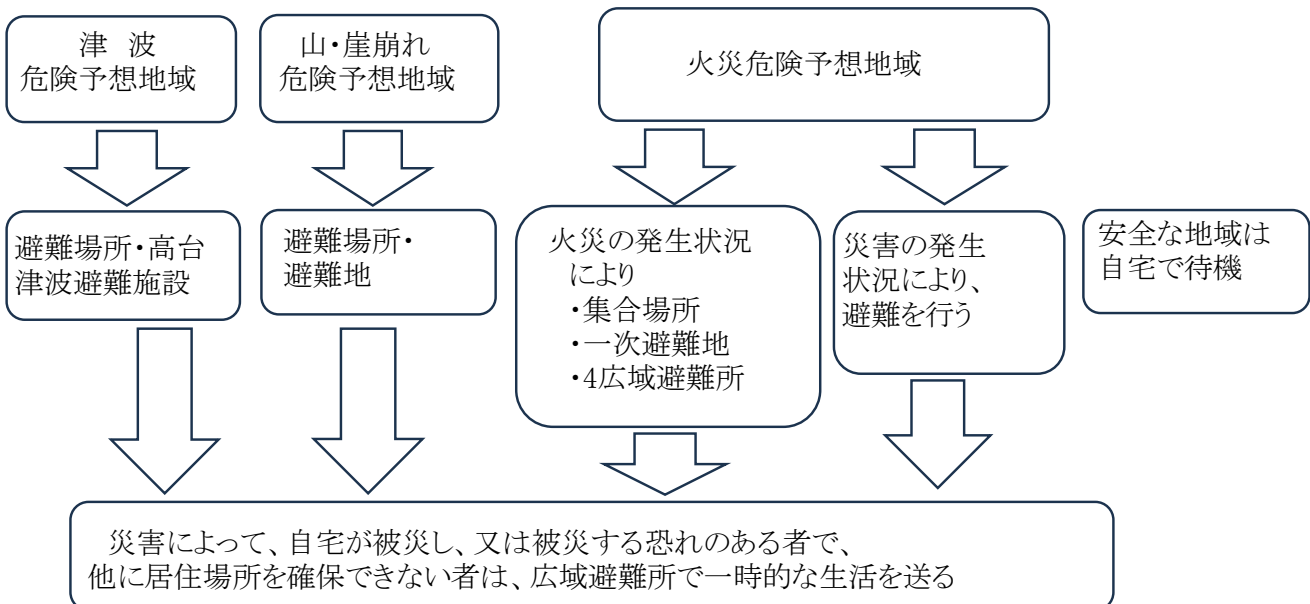 津 波
危険予想地域
山・崖崩れ
危険予想地域
火災危険予想地域
避難場所・高台
津波避難施設
避難場所・
避難地
火災の発生状況
により
・集合場所
・一次避難地
・4広域避難所
災害の発生
状況により、
避難を行う
安全な地域は
自宅で待機
災害によって、自宅が被災し、又は被災する恐れのある者で、
他に居住場所を確保できない者は、広域避難所で一時的な生活を送る